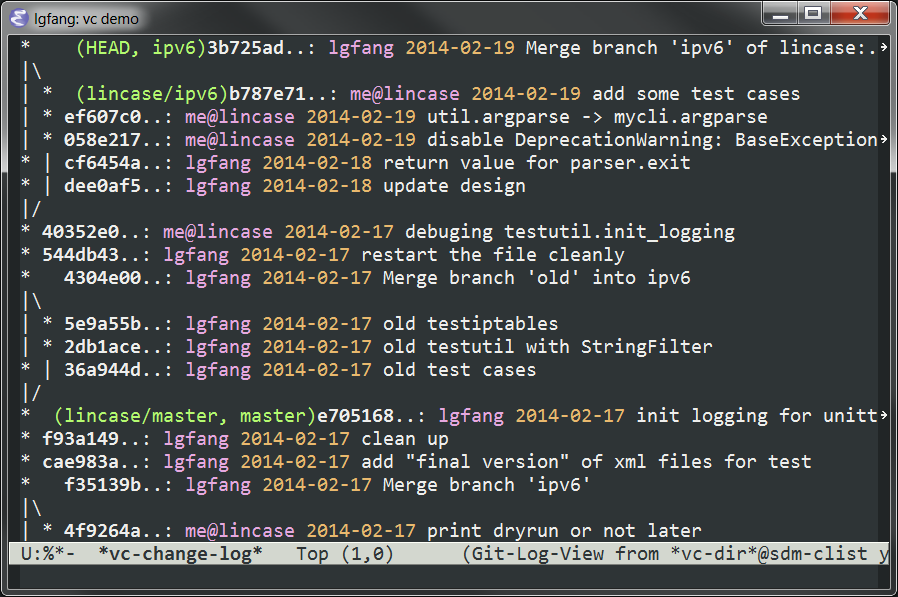 lgfang: vc demo
*    (HEAD, ipv6)3b725ad..: lgfang 2014-02-19 Merge branch 'ipv6' of lincase:.→
|\
| *  (lincase/ipv6)b787e71..: me@lincase 2014-02-19 add some test cases
| * ef607c0..: me@lincase 2014-02-19 util.argparse -> mycli.argparse
| * 058e217..: me@lincase 2014-02-19 disable DeprecationWarning: BaseException→
* | cf6454a..: lgfang 2014-02-18 return value for parser.exit
* | dee0af5..: lgfang 2014-02-18 update design
|/
* 40352e0..: me@lincase 2014-02-17 debuging testutil.init_logging
* 544db43..: lgfang 2014-02-17 restart the file cleanly
*   4304e00..: lgfang 2014-02-17 Merge branch 'old' into ipv6
|\
| * 5e9a55b..: lgfang 2014-02-17 old testiptables
| * 2db1ace..: lgfang 2014-02-17 old testutil with StringFilter
* | 36a944d..: lgfang 2014-02-17 old test cases
|/
*  (lincase/master, master)e705168..: lgfang 2014-02-17 init logging for unitt→
* f93a149..: lgfang 2014-02-17 clean up
* cae983a..: lgfang 2014-02-17 add "final version" of xml files for test
*   f35139b..: lgfang 2014-02-17 Merge branch 'ipv6'
|\
| * 4f9264a..: me@lincase 2014-02-17 print dryrun or not later
U:%*-  *vc-change-log*   Top (1,0)      (Git-Log-View from *vc-dir*@sdm-clist y